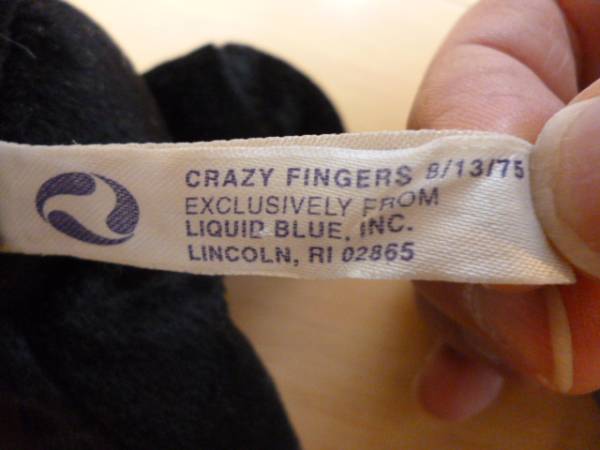 CRAZY FINGERS 8/13/75
EXCLUSIVELY FROM
LIQUID BLUE, INC.
LINCOLN, RI 02865